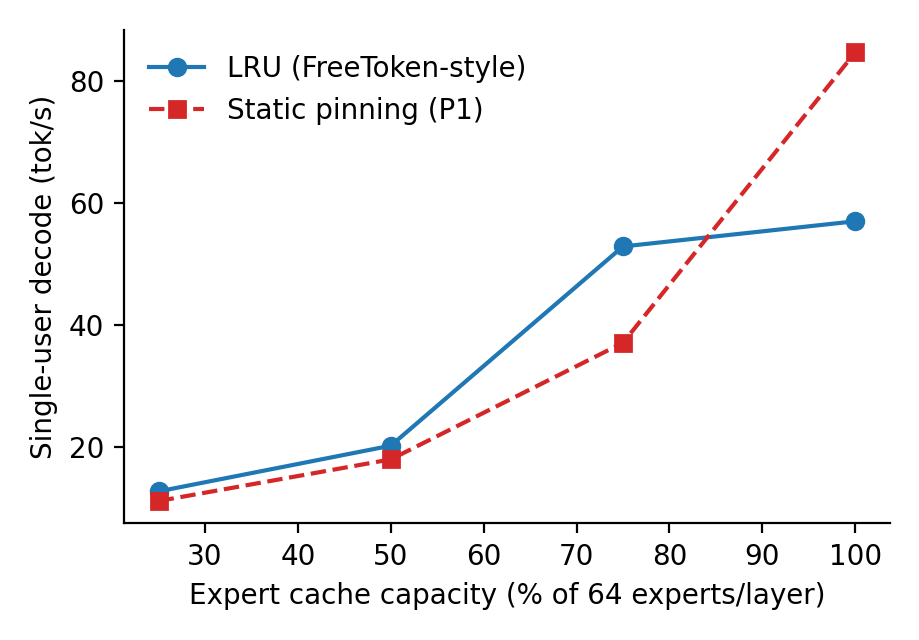 LRU (FreeToken-style)
Static pinning (P1)
Single-user decode (tok/s)
80
60
40
20
30 40 50 60 70 80 90 100
Expert cache capacity (% of 64 experts/layer)